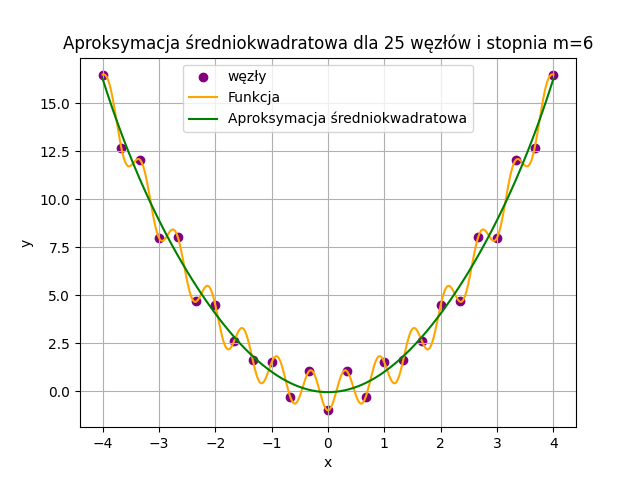 Aproksymacja średniokwadratowa dla 25 węzłów i stopnia m=6
węzły
Funkcja
Aproksymacja średniokwadratowa
15.0
12.5
10.0
7.5
5.0
2.5
0.0
y
−4 −3 −2 −1 0 1 2 3 4
x